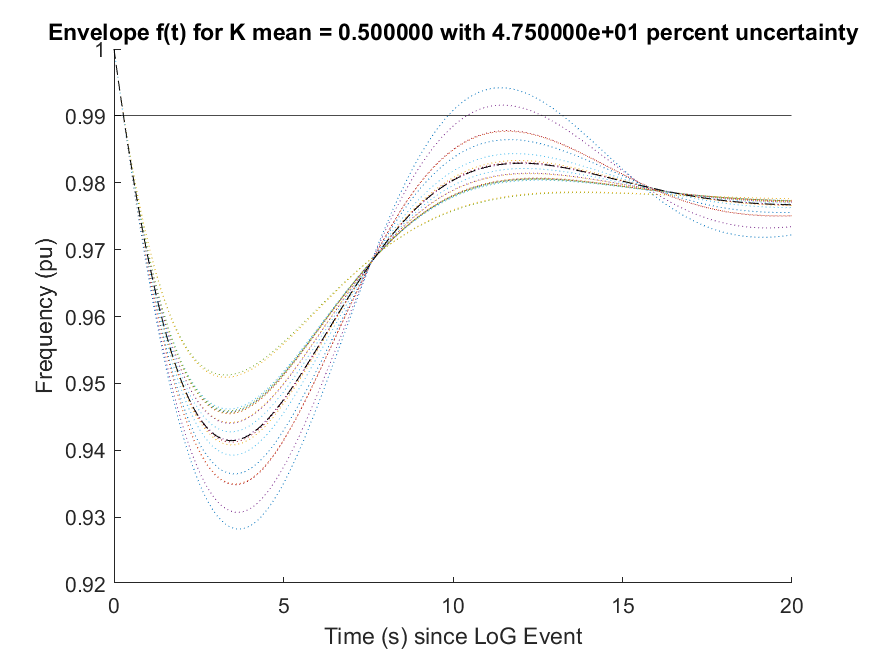 Envelope f(t) for K mean = 0.500000 with 4.750000e+01 percent uncertainty
1
0.99
0.98
0.97
0.96
0.95
0.94
0.93
0.92
Frequency (pu)
0 5 10 15 20
Time (s) since LoG Event